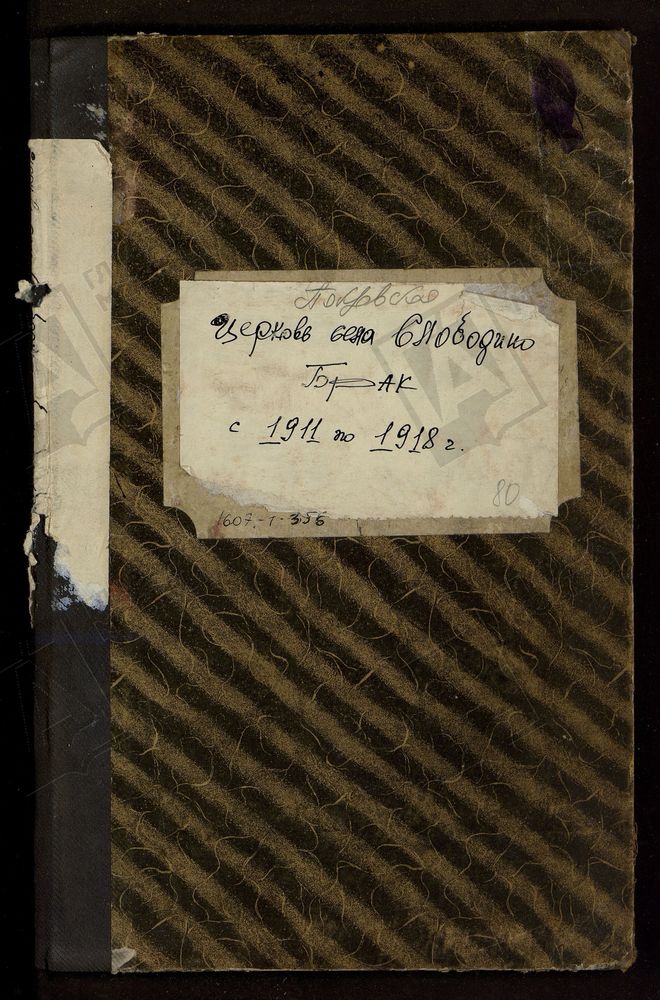 Покровская
Церковь села Слободино
БРАК
с 1911 по 1918 г.
80
1607-1-356